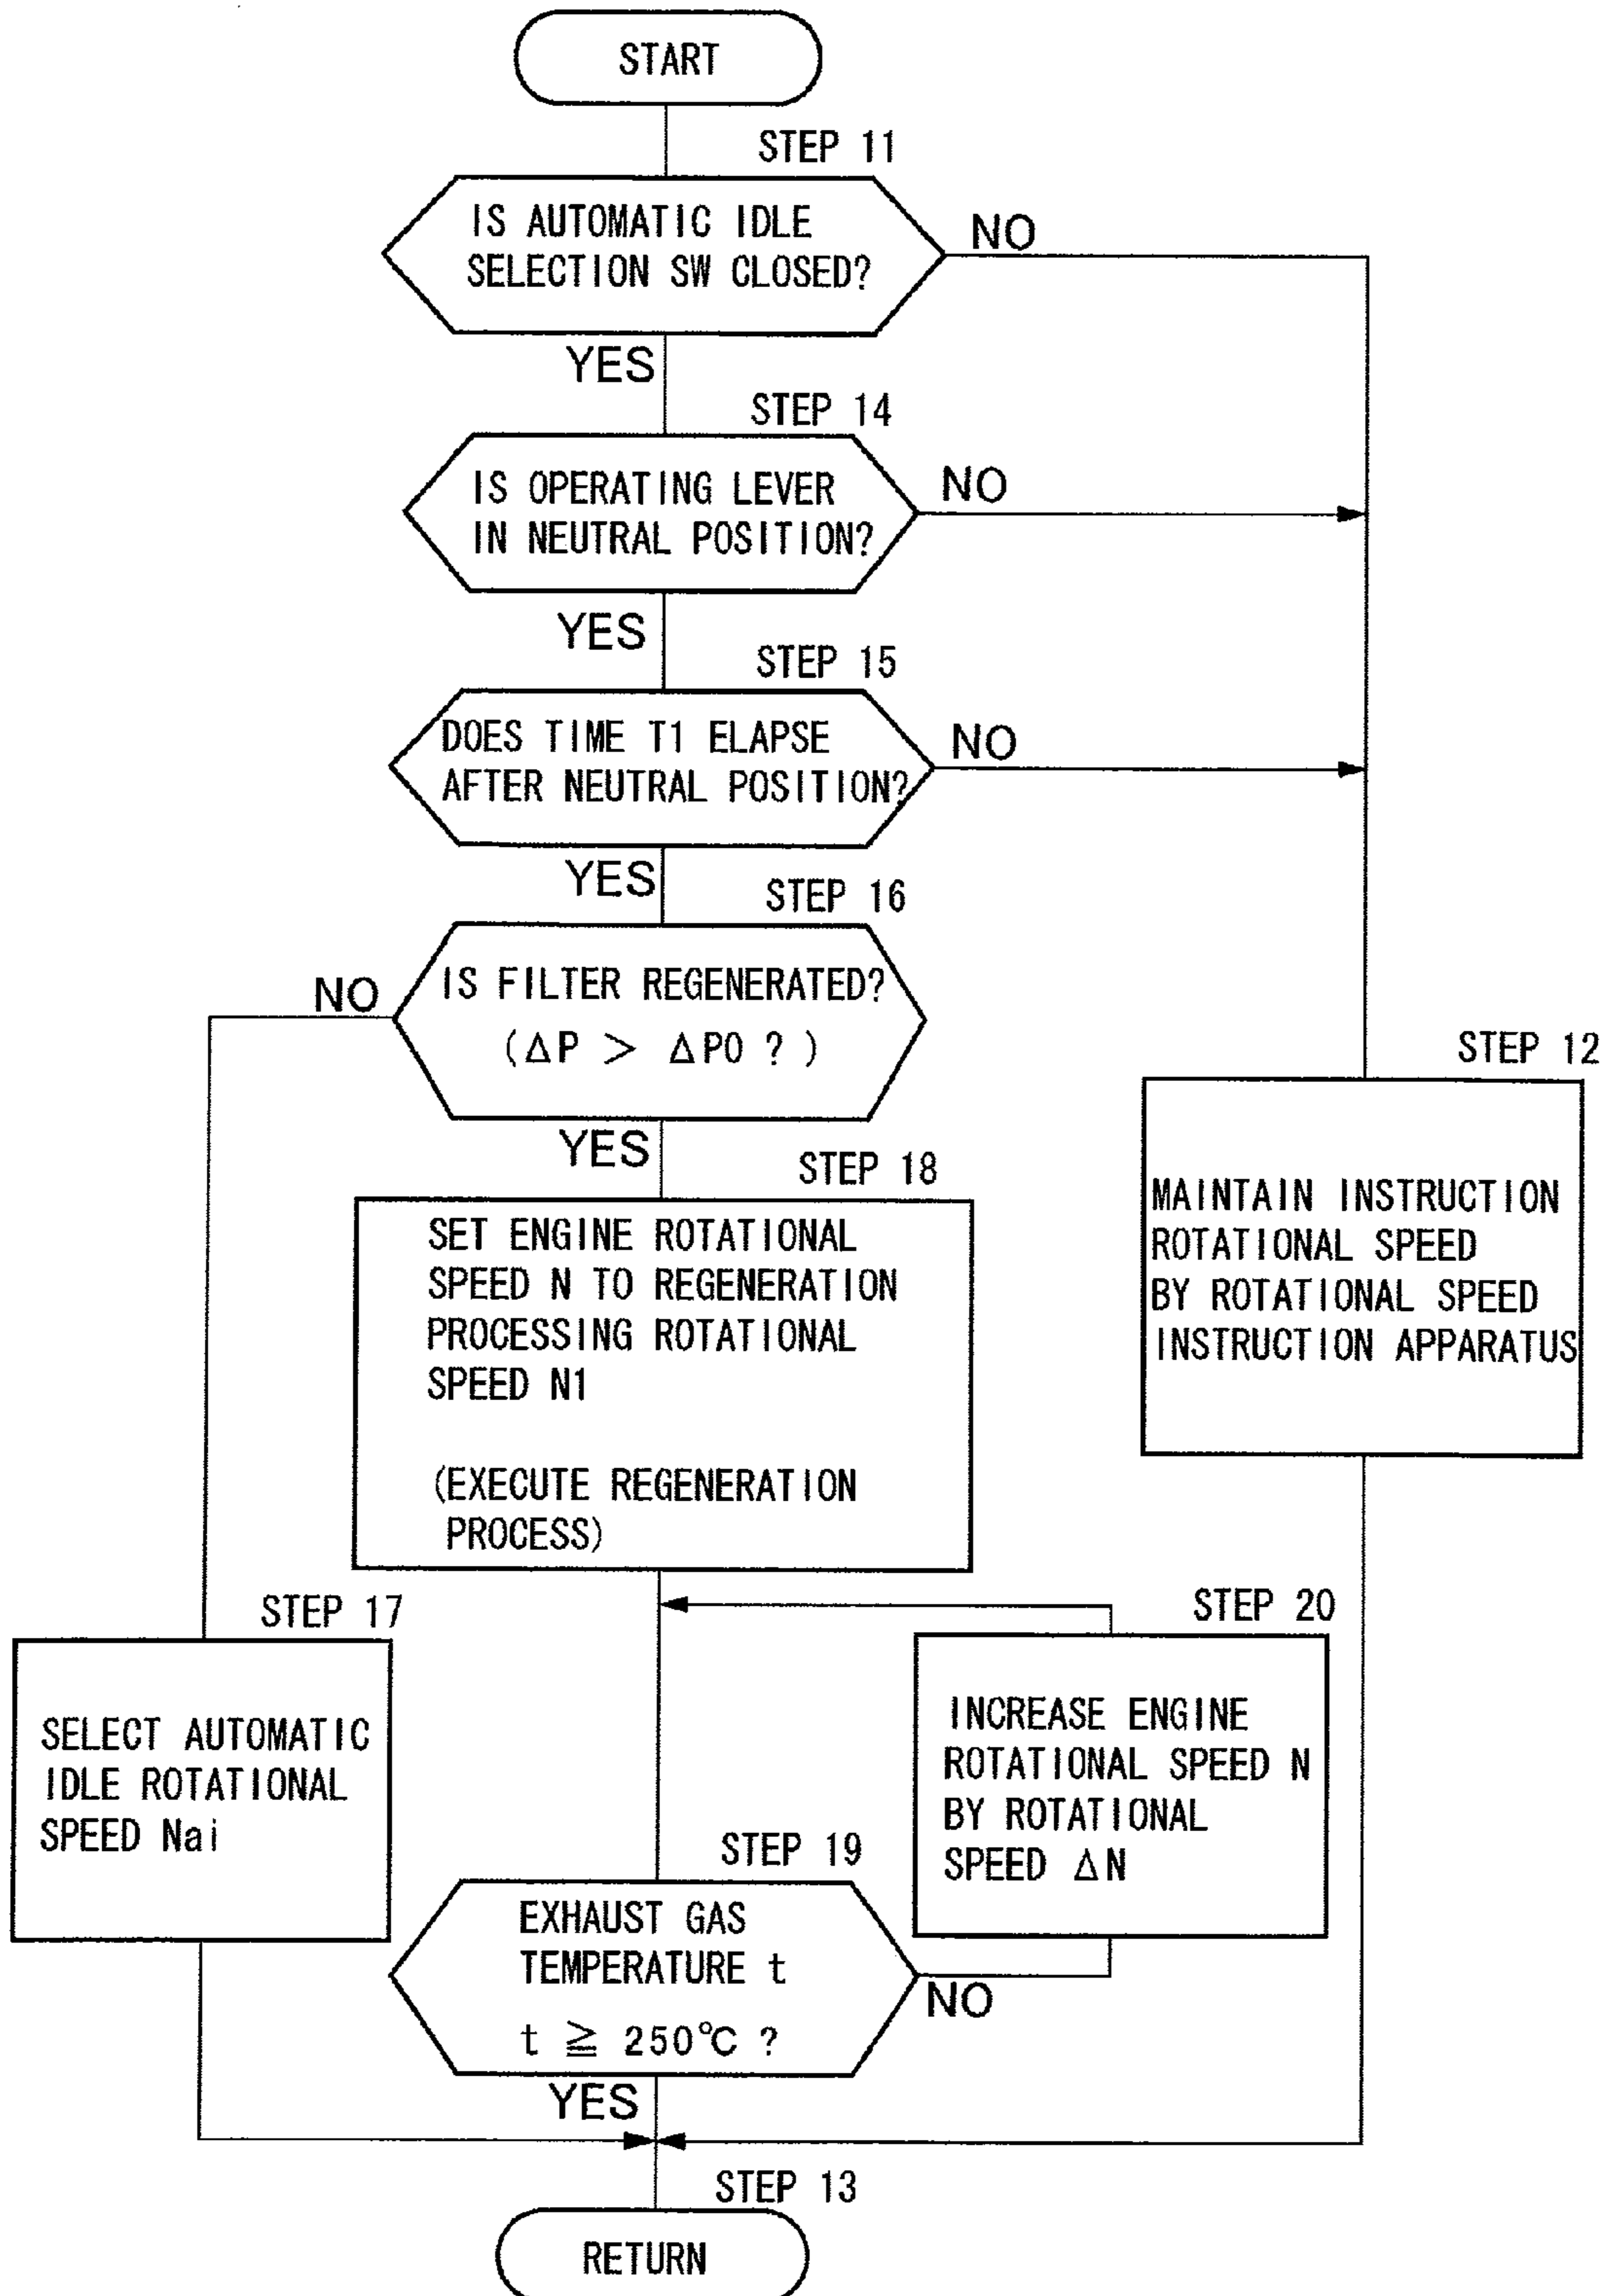 START
STEP 11
IS AUTOMATIC IDLE
SELECTION SW CLOSED?
NO
YES
STEP 14
IS OPERATING LEVER
IN NEUTRAL POSITION?
NO
YES
STEP 15
DOES TIME T1 ELAPSE
AFTER NEUTRAL POSITION?
NO
YES
STEP 16
IS FILTER REGENERATED?
(ΔP > ΔP0 ? )
NO
YES
STEP 12
MAINTAIN INSTRUCTION
ROTATIONAL SPEED
BY ROTATIONAL SPEED
INSTRUCTION APPARATUS
STEP 18
SET ENGINE ROTATIONAL
SPEED N TO REGENERATION
PROCESSING ROTATIONAL
SPEED N1
(EXECUTE REGENERATION
PROCESS)
STEP 17
SELECT AUTOMATIC
IDLE ROTATIONAL
SPEED Nai
STEP 20
INCREASE ENGINE
ROTATIONAL SPEED N
BY ROTATIONAL
SPEED ΔN
STEP 19
EXHAUST GAS
TEMPERATURE t
t ≧ 250℃ ?
NO
YES
STEP 13
RETURN